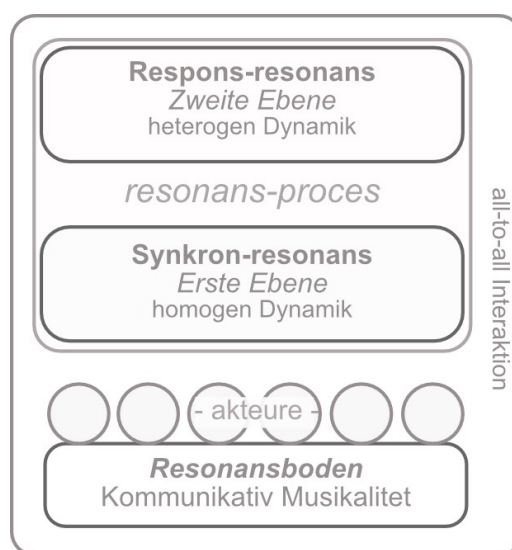 Respons-resonans
Zweite Ebene
heterogen Dynamik
resonans-proces
Synkron-resonans
Erste Ebene
homogen Dynamik
all-to-all Interaktion
- akteure -
Resonansboden
Kommunikativ Musikalitet